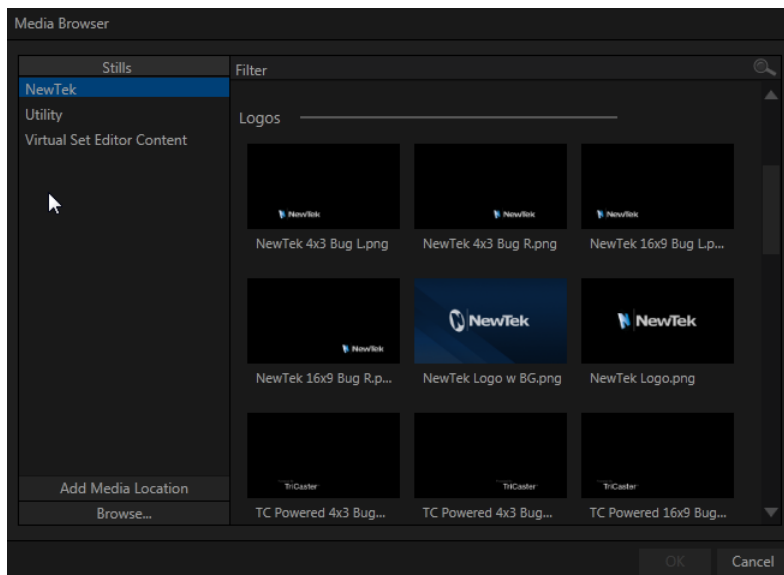 Media Browser
Stills
Filter
NewTek
Utility
Virtual Set Editor Content
Logos
NewTek
NewTek
NewTek
NewTek 4x3 Bug L.png
NewTek 4x3 Bug R.png
NewTek 16x9 Bug L.p...
NewTek
NewTek
NewTek
NewTek 16x9 Bug R.p...
NewTek Logo w BG.png
NewTek Logo.png
TriCaster
TriCaster
TriCaster
TC Powered 4x3 Bug...
TC Powered 4x3 Bug...
TC Powered 16x9 Bug...
Add Media Location
Browse...
OK
Cancel